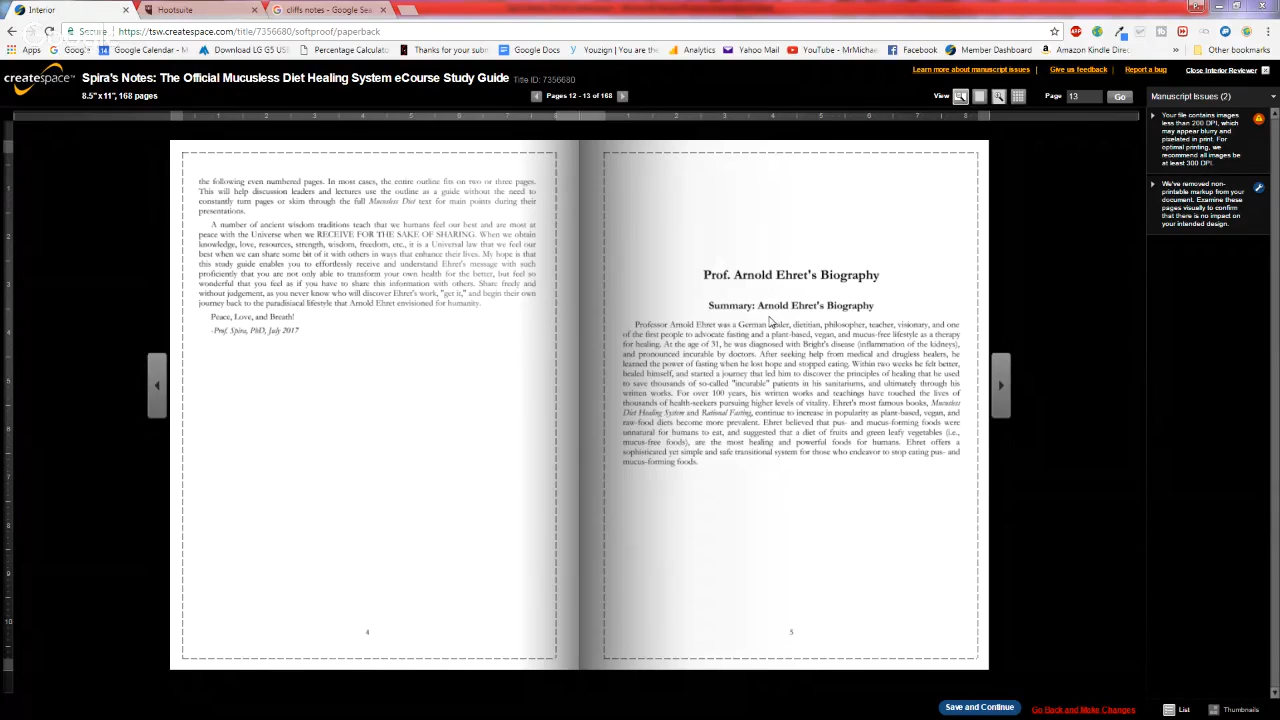 Interior
Hootsuite
cliffs notes - Google Sea
Secure
https://tsw.createspace.com/title/7356680/softproof/paperback
Apps
Google
Google Calendar - M
Download LG G5 US
Percentage Calculato
Thanks for your subm
Google Docs
Youzign | You are the
Analytics
Yahoo Mail
YouTube - MrMichae
Facebook
Member Dashboard
Amazon Kindle Direc
Other bookmarks
createspace
Spira's Notes: The Official Mucusless Diet Healing System eCourse Study Guide
Title ID: 7356680
Learn more about manuscript issues
Give us feedback
Report a bug
Close Interior Reviewer
8.5"x11", 168 pages
Pages 12 - 13 of 168
View
Page
13
Go
Manuscript Issues (2)
Your file contains images
less than 200 DPI, which
may appear blurry and
pixelated in print. For
optimal printing, we
recommend all images be
at least 300 DPI.
We've removed non-
printable markup from your
document. Examine these
pages visually to confirm
that there is no impact on
your intended design.
the following even numbered pages. In most cases, the entire outline fits on two or three pages.
This will help discussion leaders and lectures use the outline as a guide without the need to
constantly turn pages or skim through the full Mucusless Diet text for main points during their
presentations.
A number of ancient wisdom traditions teach that we humans feel our best and are most at
peace with the Universe when we RECEIVE FOR THE SAKE OF SHARING. When we obtain
knowledge, love, resources, strength, wisdom, freedom, etc., it is a Universal law that we feel our
best when we can share some bit of it with others in ways that enhance their lives. My hope is that
this study guide enables you to effortlessly receive and understand Ehret's message with such
proficiently that you are not only able to transform your own health for the better, but feel so
wonderful that you feel as if you have to share this information with others. Share freely and
without judgement, as you never know who will discover Ehret's work, "get it," and begin their own
journey back to the paradisiacal lifestyle that Arnold Ehret envisioned for humanity.
Peace, Love, and Breath!
-Prof. Spira, PhD, July 2017
4
Prof. Arnold Ehret's Biography
Summary: Arnold Ehret's Biography
Professor Arnold Ehret was a German healer, dietitian, philosopher, teacher, visionary, and one
of the first people to advocate fasting and a plant-based, vegan, and mucus-free lifestyle as a therapy
for healing. At the age of 31, he was diagnosed with Bright's disease (inflammation of the kidneys),
and pronounced incurable by doctors. After seeking help from medical and drugless healers, he
learned the power of fasting when he lost hope and stopped eating. Within two weeks he felt better,
healed himself, and started a journey that led him to discover the principles of healing that he used
to save thousands of so-called "incurable" patients in his sanitariums, and ultimately through his
written works. For over 100 years, his written works and teachings have touched the lives of
thousands of health-seekers pursuing higher levels of vitality. Ehret's most famous books, Mucusless
Diet Healing System and Rational Fasting, continue to increase in popularity as plant-based, vegan, and
raw-food diets become more prevalent. Ehret believed that pus- and mucus-forming foods were
unnatural for humans to eat, and suggested that a diet of fruits and green leafy vegetables (i.e.,
mucus-free foods), are the most healing and powerful foods for humans. Ehret offers a
sophisticated yet simple and safe transitional system for those who endeavor to stop eating pus- and
mucus-forming foods.
5
Save and Continue
Go Back and Make Changes
List
Thumbnails